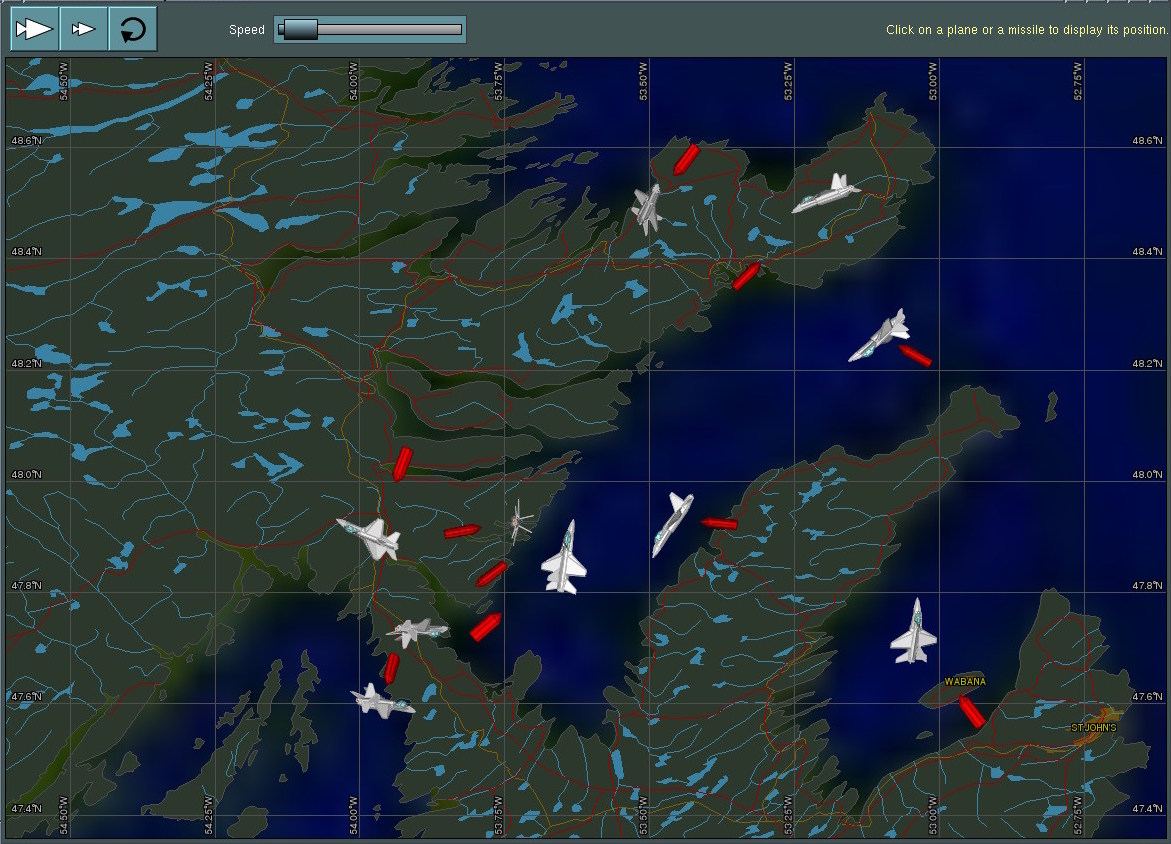 Speed
Click on a plane or a missile to display its position.
54.50°W 54.25°W 54.00°W 53.75°W 53.50°W 53.25°W 53.00°W 52.75°W
48.6°N 48.6°N
48.4°N 48.4°N
48.2°N 48.2°N
48.0°N 48.0°N
47.8°N 47.8°N
WABANA
47.6°N 47.6°N
ST.JOHN'S
47.4°N 47.4°N
54.50°W 54.25°W 54.00°W 53.75°W 53.50°W 53.25°W 53.00°W 52.75°W